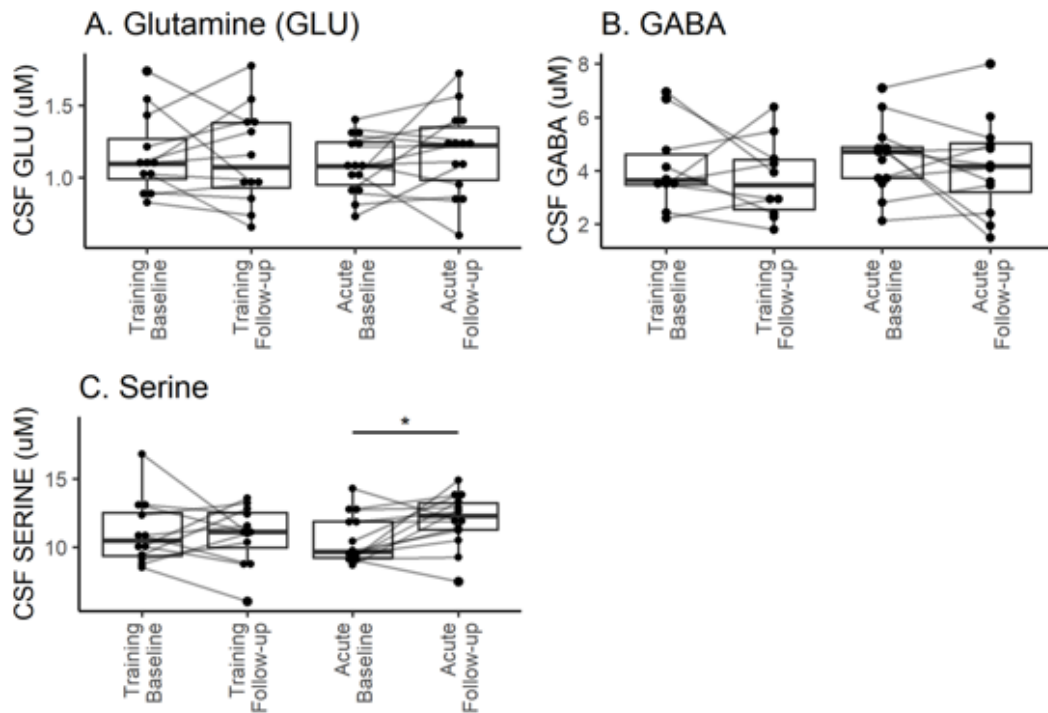 A. Glutamine (GLU)
CSF GLU (uM)
1.5
1.0
Training
Baseline
Training
Follow-up
Acute
Baseline
Acute
Follow-up
B. GABA
CSF GABA (uM)
8
6
4
2
Training
Baseline
Training
Follow-up
Acute
Baseline
Acute
Follow-up
C. Serine
CSF SERINE (uM)
15
10
*
Training
Baseline
Training
Follow-up
Acute
Baseline
Acute
Follow-up